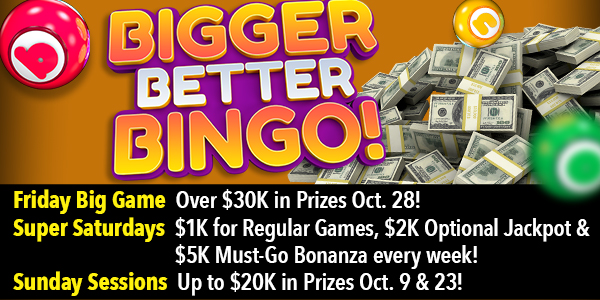 BIGGER
BETTER
BINGO!
Friday Big Game Over $30K in Prizes Oct. 28!
Super Saturdays $1K for Regular Games, $2K Optional Jackpot &
$5K Must-Go Bonanza every week!
Sunday Sessions Up to $20K in Prizes Oct. 9 & 23!